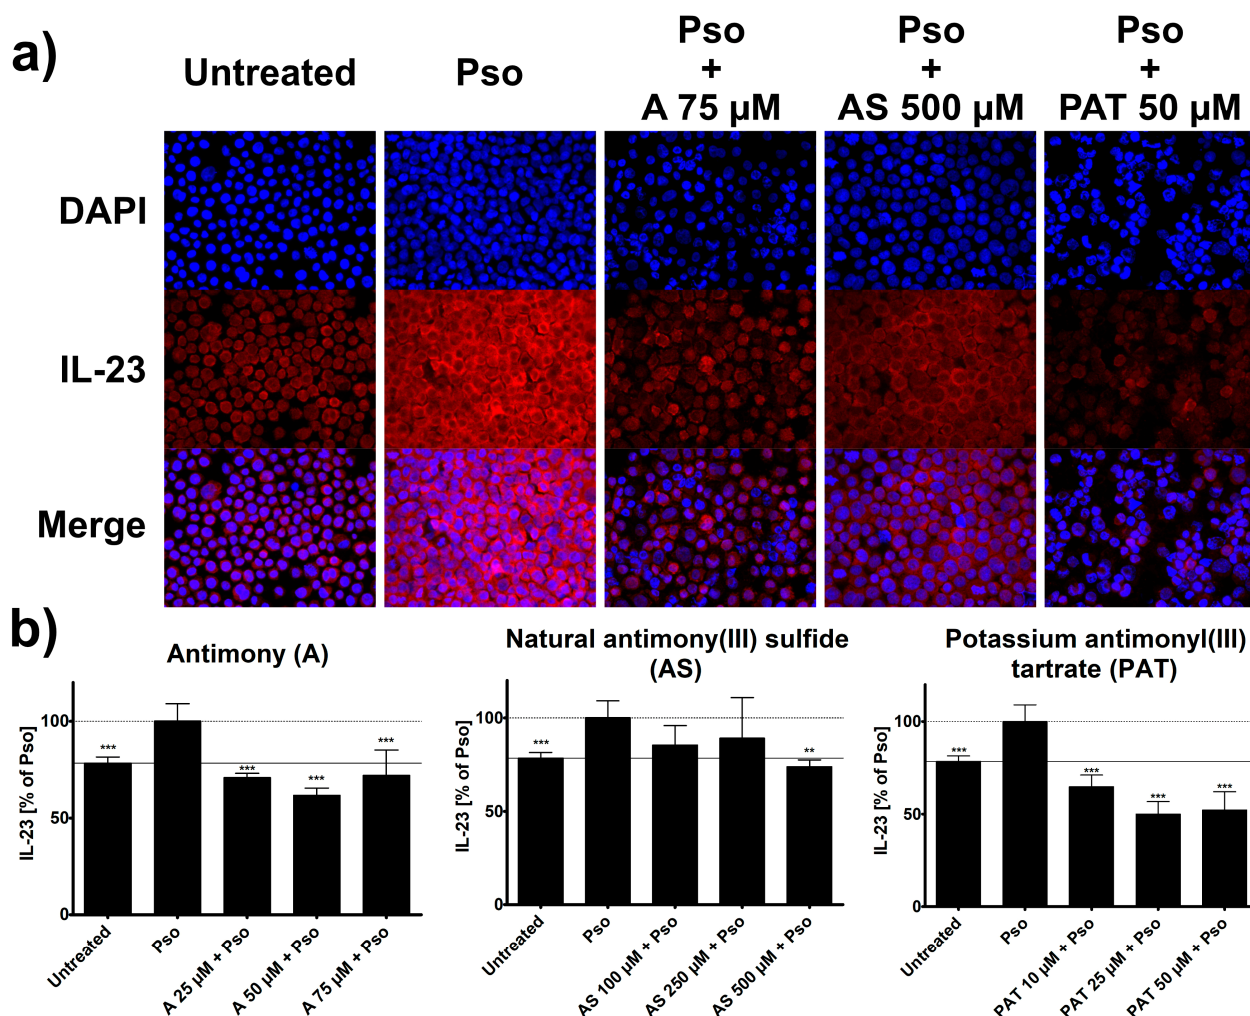 a)
Untreated
Pso
Pso
+
A 75 µM
Pso
+
AS 500 µM
Pso
+
PAT 50 µM
DAPI
IL-23
Merge
b)
Antimony (A)
IL-23 [% of Pso]
100
50
0
***
***
***
***
Untreated
Pso
A 25 µM + Pso
A 50 µM + Pso
A 75 µM + Pso
Natural antimony(III) sulfide
(AS)
IL-23 [% of Pso]
100
50
0
***
**
Untreated
Pso
AS 100 µM + Pso
AS 250 µM + Pso
AS 500 µM + Pso
Potassium antimonyl(III)
tartrate (PAT)
IL-23 [% of Pso]
100
50
0
***
***
***
***
Untreated
Pso
PAT 10 µM + Pso
PAT 25 µM + Pso
PAT 50 µM + Pso